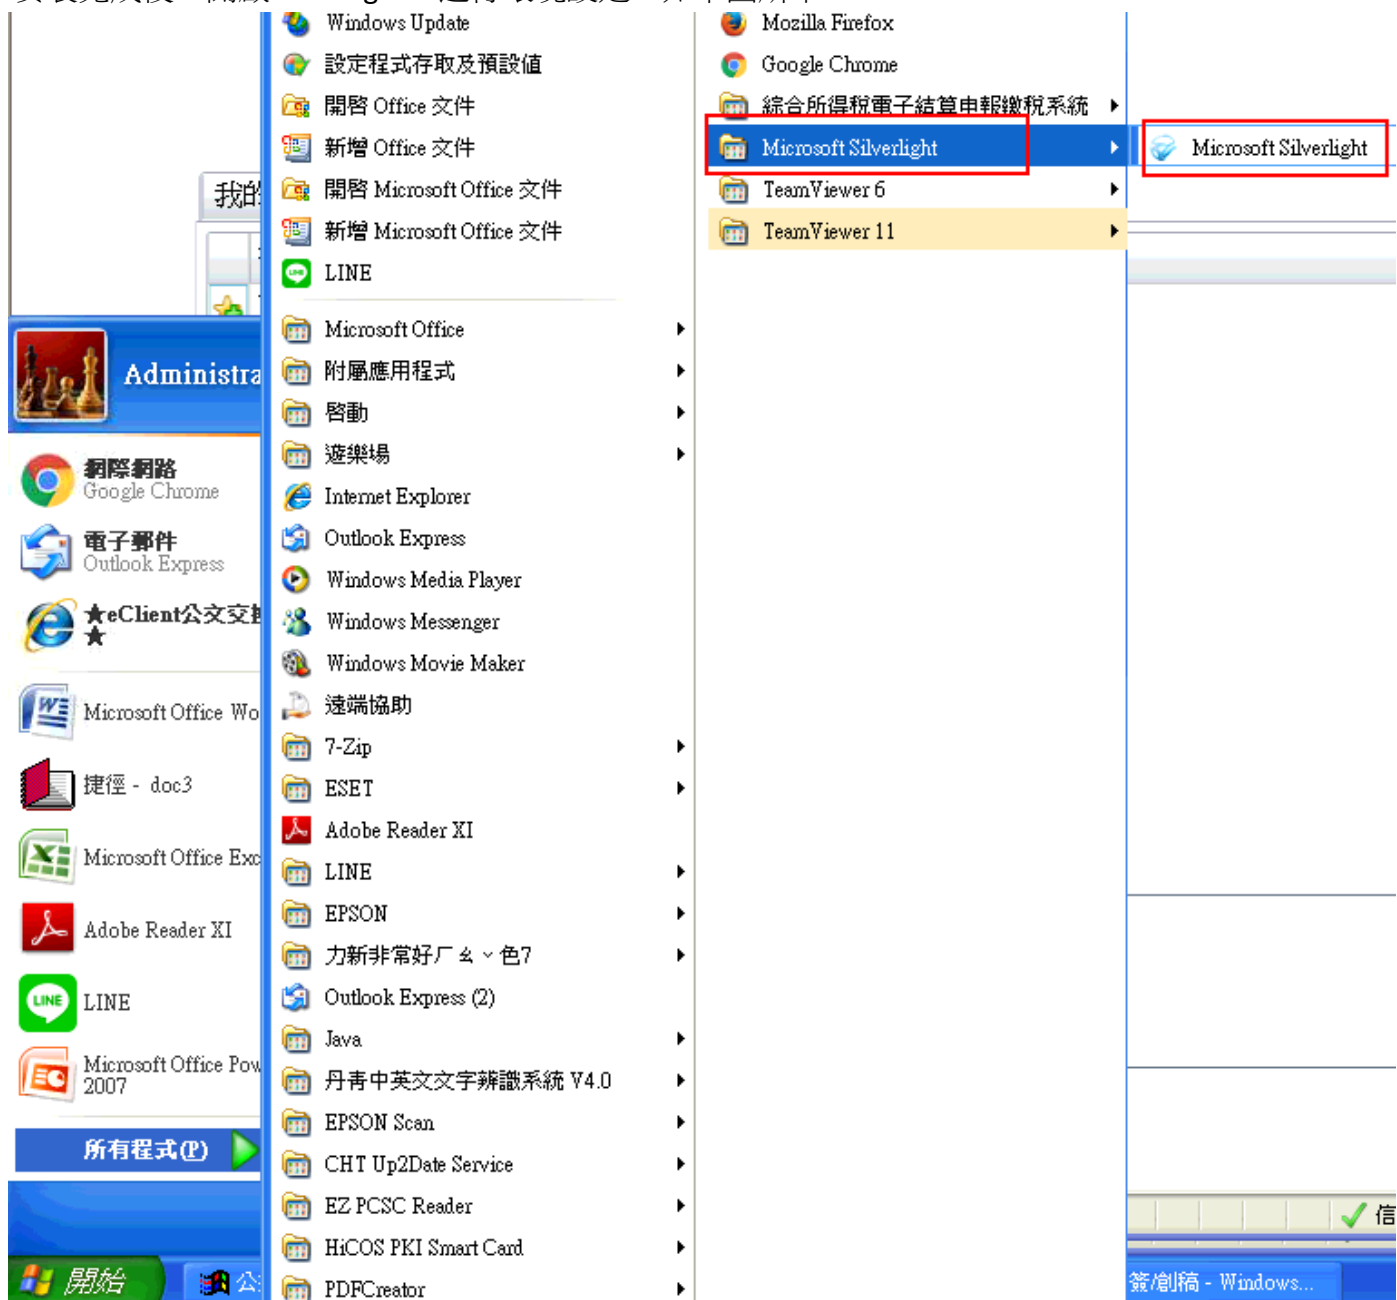 Windows Update
設定程式存取及預設值
開啓 Office 文件
新增 Office 文件
開啓 Microsoft Office 文件
新增 Microsoft Office 文件
LINE
Microsoft Office
附屬應用程式
啓動
遊樂場
Internet Explorer
Outlook Express
Windows Media Player
Windows Messenger
Windows Movie Maker
遠端協助
7-Zip
ESET
Adobe Reader XI
LINE
EPSON
力新非常好ㄏㄠˇ色7
Outlook Express (2)
Java
丹青中英文文字辨識系統 V4.0
EPSON Scan
CHT Up2Date Service
EZ PCSC Reader
HiCOS PKI Smart Card
PDFCreator
Mozilla Firefox
Google Chrome
綜合所得稅電子結算申報繳稅系統
Microsoft Silverlight
TeamViewer 6
TeamViewer 11
Microsoft Silverlight
我的
Administra
網際網路
Google Chrome
電子郵件
Outlook Express
★eClient公文交換
★
Microsoft Office Wo
捷徑 - doc3
Microsoft Office Exc
Adobe Reader XI
LINE
Microsoft Office Pow
2007
所有程式(P)
開始
公
簽/創稿 - Windows...
信